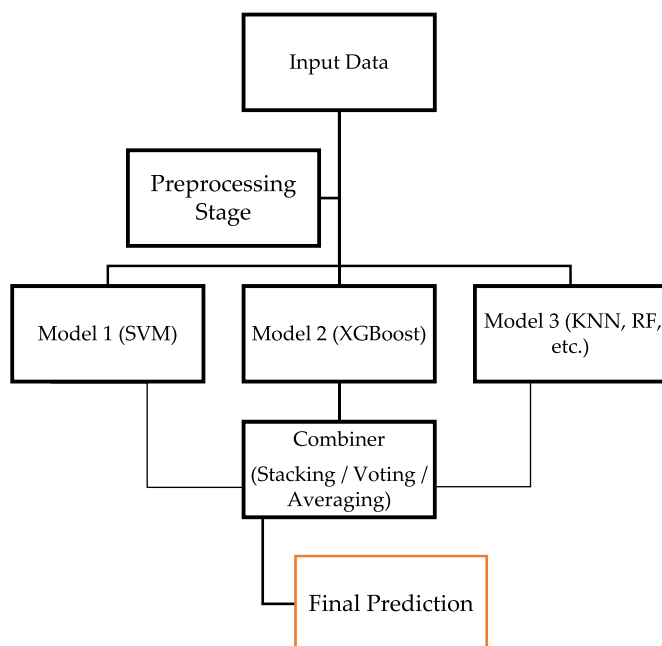 Input Data
Preprocessing
Stage
Model 1 (SVM)
Model 2 (XGBoost)
Model 3 (KNN, RF,
etc.)
Combiner
(Stacking / Voting /
Averaging)
Final Prediction